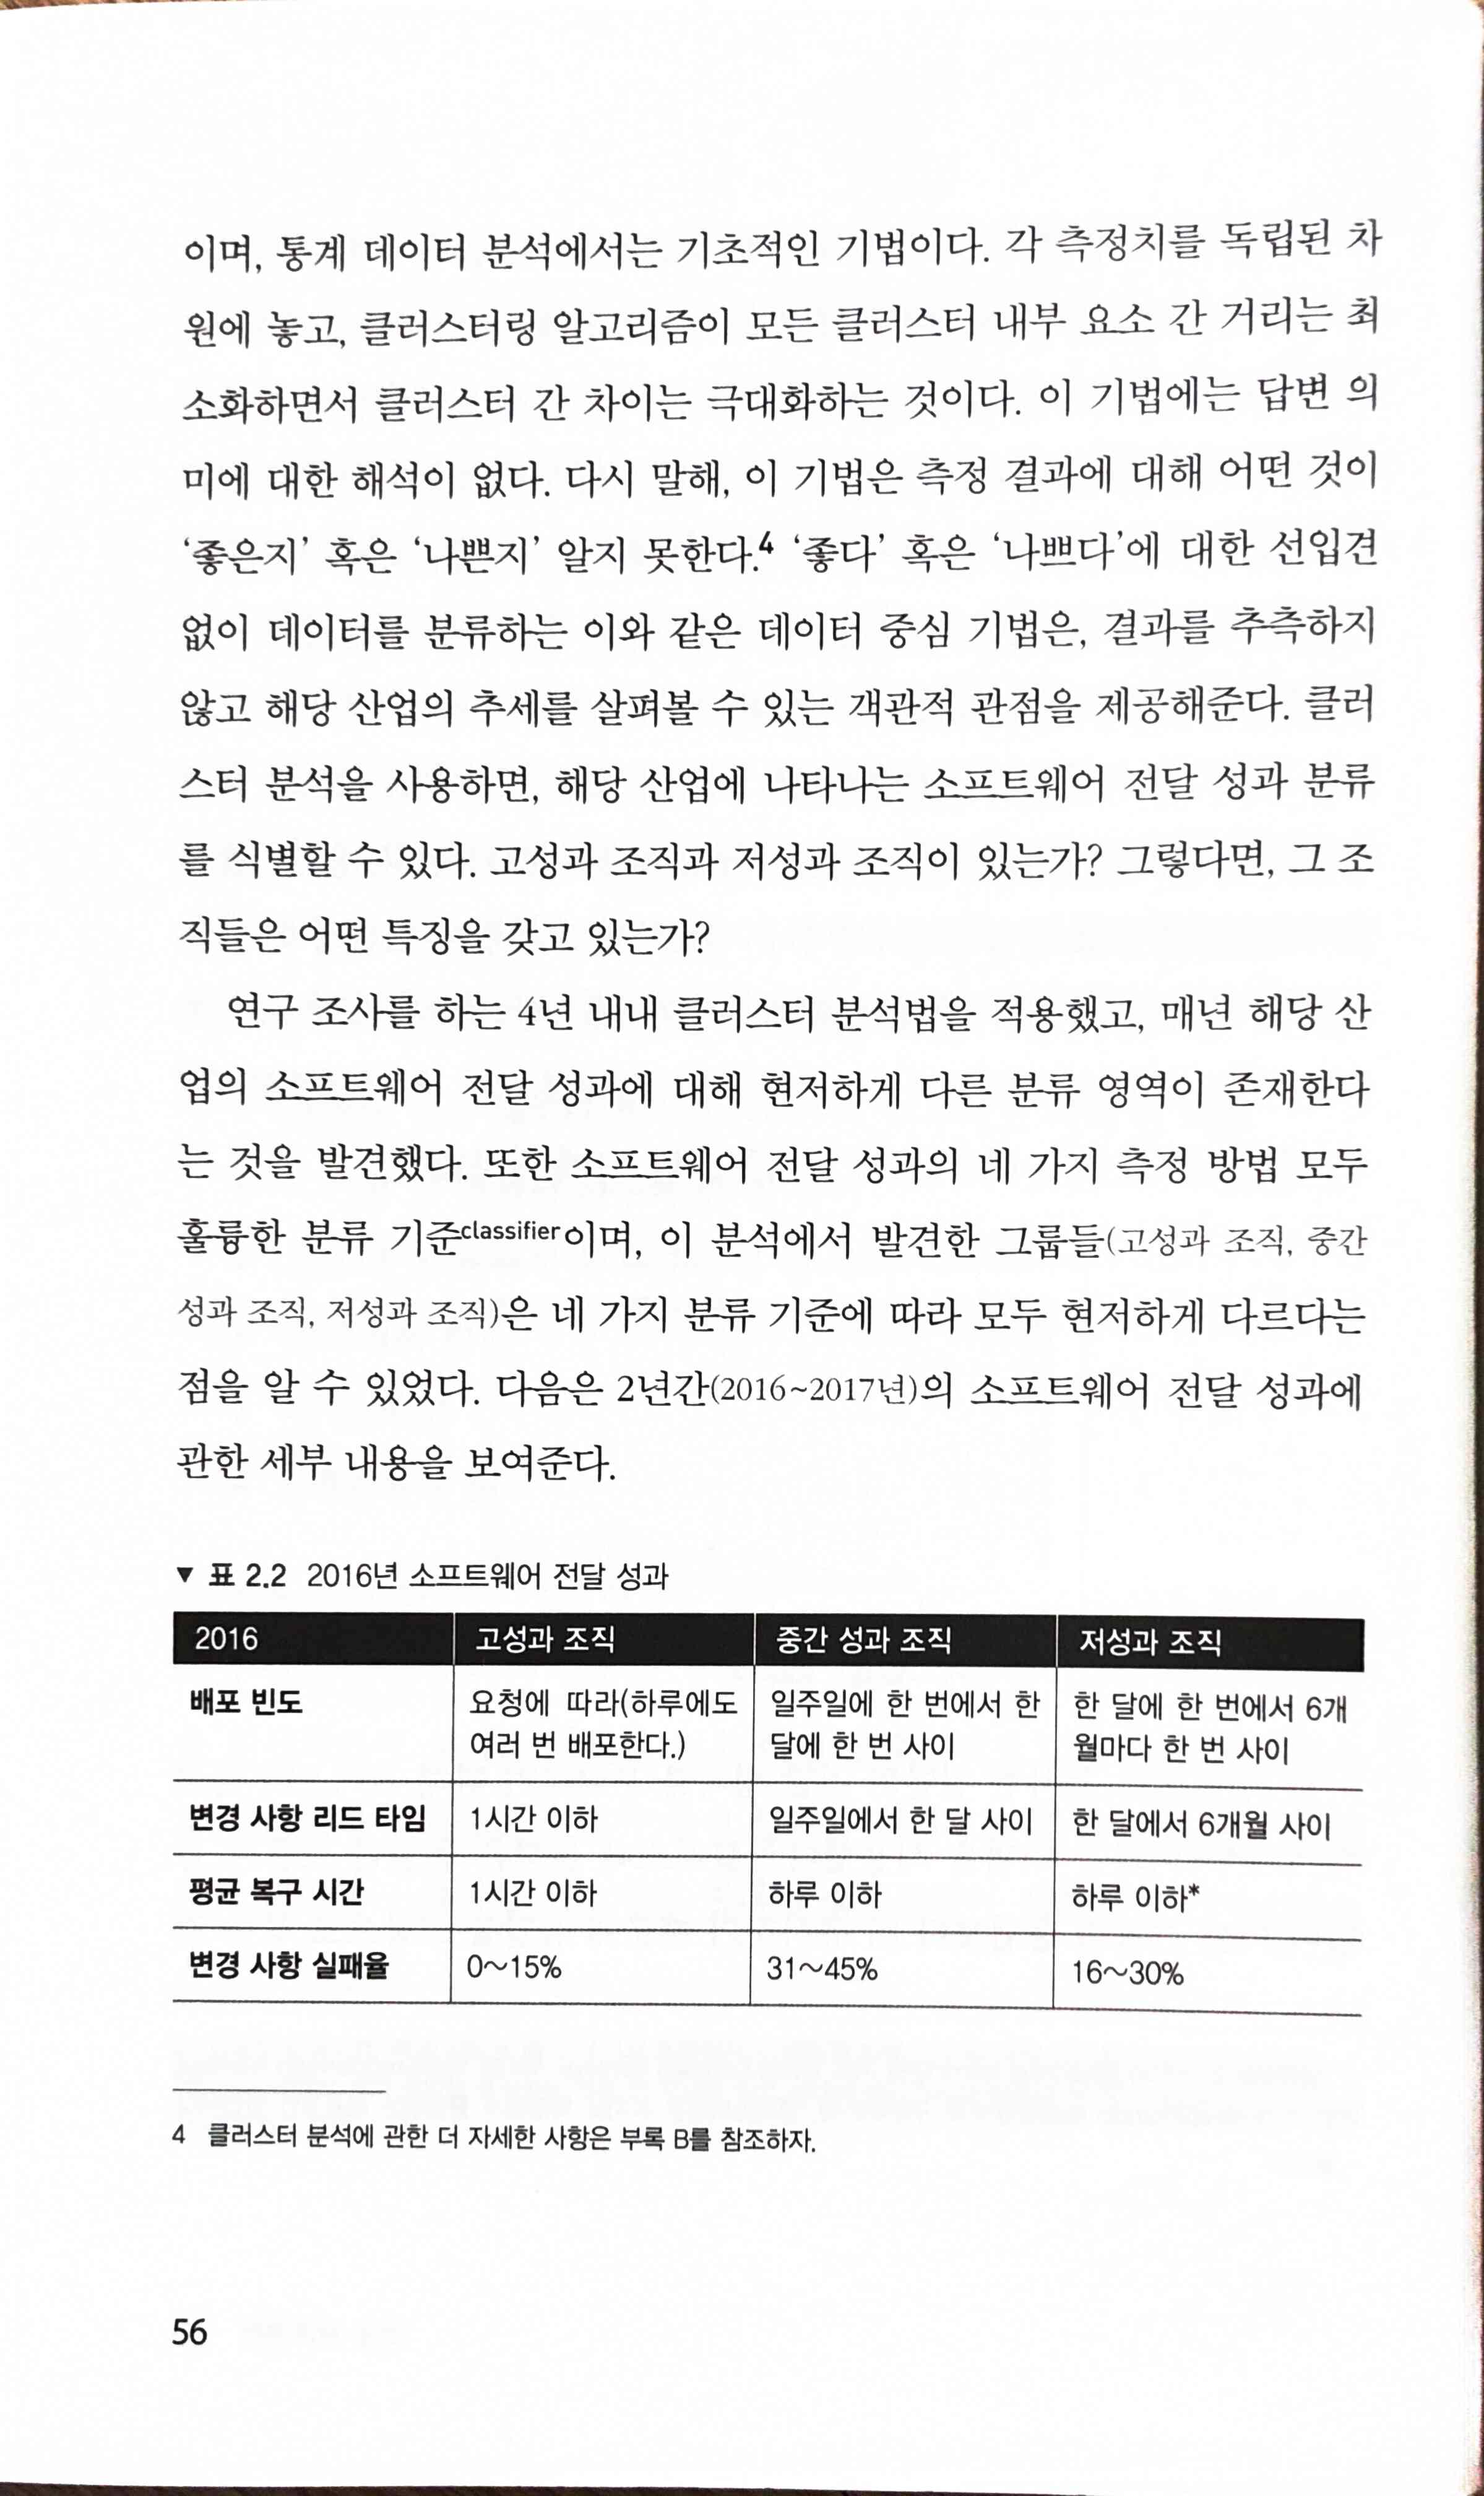 이며, 통계 데이터 분석에서는 기초적인 기법이다. 각 측정치를 독립된 차
원에 놓고, 클러스터링 알고리즘이 모든 클러스터 내부 요소 간 거리는 최
소화하면서 클러스터 간 차이는 극대화하는 것이다. 이 기법에는 답변 의
미에 대한 해석이 없다. 다시 말해, 이 기법은 측정 결과에 대해 어떤 것이
‘좋은지’ 혹은 ‘나쁜지’ 알지 못한다.4 ‘좋다’ 혹은 ‘나쁘다’에 대한 선입견
없이 데이터를 분류하는 이와 같은 데이터 중심 기법은, 결과를 추측하지
않고 해당 산업의 추세를 살펴볼 수 있는 객관적 관점을 제공해준다. 클러
스터 분석을 사용하면, 해당 산업에 나타나는 소프트웨어 전달 성과 분류
를 식별할 수 있다. 고성과 조직과 저성과 조직이 있는가? 그렇다면, 그 조
직들은 어떤 특징을 갖고 있는가?
연구 조사를 하는 4년 내내 클러스터 분석법을 적용했고, 매년 해당 산
업의 소프트웨어 전달 성과에 대해 현저하게 다른 분류 영역이 존재한다
는 것을 발견했다. 또한 소프트웨어 전달 성과의 네 가지 측정 방법 모두
훌륭한 분류 기준classifier이며, 이 분석에서 발견한 그룹들(고성과 조직, 중간
성과 조직, 저성과 조직)은 네 가지 분류 기준에 따라 모두 현저하게 다르다는
점을 알 수 있었다. 다음은 2년간(2016~2017년)의 소프트웨어 전달 성과에
관한 세부 내용을 보여준다.
▼ 표 2.2 2016년 소프트웨어 전달 성과
2016 고성과 조직 중간 성과 조직 저성과 조직
배포 빈도 요청에 따라(하루에도 일주일에 한 번에서 한 한 달에 한 번에서 6개
여러 번 배포한다.) 달에 한 번 사이 월마다 한 번 사이
변경 사항 리드 타임 1시간 이하 일주일에서 한 달 사이 한 달에서 6개월 사이
평균 복구 시간 1시간 이하 하루 이하 하루 이하*
변경 사항 실패율 0~15% 31~45% 16~30%
4 클러스터 분석에 관한 더 자세한 사항은 부록 B를 참조하자.
56